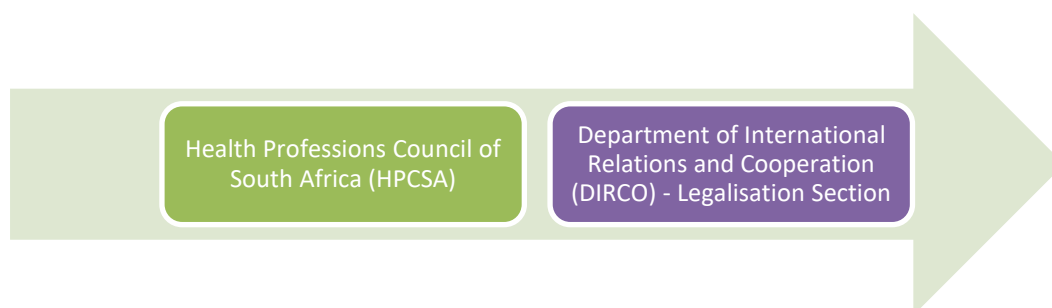 Health Professions Council of
South Africa (HPCSA)
Department of International
Relations and Cooperation
(DIRCO) - Legalisation Section